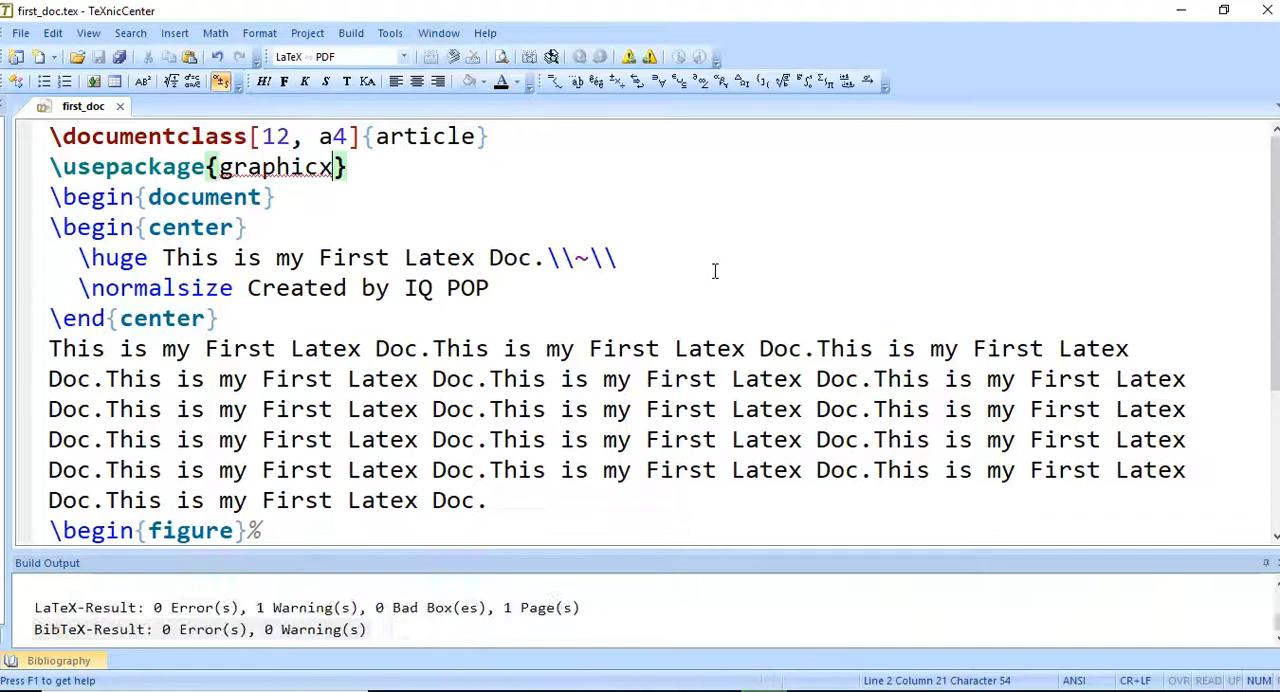 first_doc.tex - TeXnicCenter
File Edit View Search Insert Math Format Project Build Tools Window Help
LaTeX ⇨ PDF
first_doc
\documentclass[12, a4]{article}
\usepackage{graphicx}
\begin{document}
\begin{center}
\huge This is my First Latex Doc.\\~\\
\normalsize Created by IQ POP
\end{center}
This is my First Latex Doc.This is my First Latex Doc.This is my First Latex
Doc.This is my First Latex Doc.This is my First Latex Doc.This is my First Latex
Doc.This is my First Latex Doc.This is my First Latex Doc.This is my First Latex
Doc.This is my First Latex Doc.This is my First Latex Doc.This is my First Latex
Doc.This is my First Latex Doc.This is my First Latex Doc.This is my First Latex
Doc.This is my First Latex Doc.
\begin{figure}%
Build Output
LaTeX-Result: 0 Error(s), 1 Warning(s), 0 Bad Box(es), 1 Page(s)
BibTeX-Result: 0 Error(s), 0 Warning(s)
Bibliography
Press F1 to get help Line 2 Column 21 Character 54 ANSI CR+LF OVR READ UF NUM